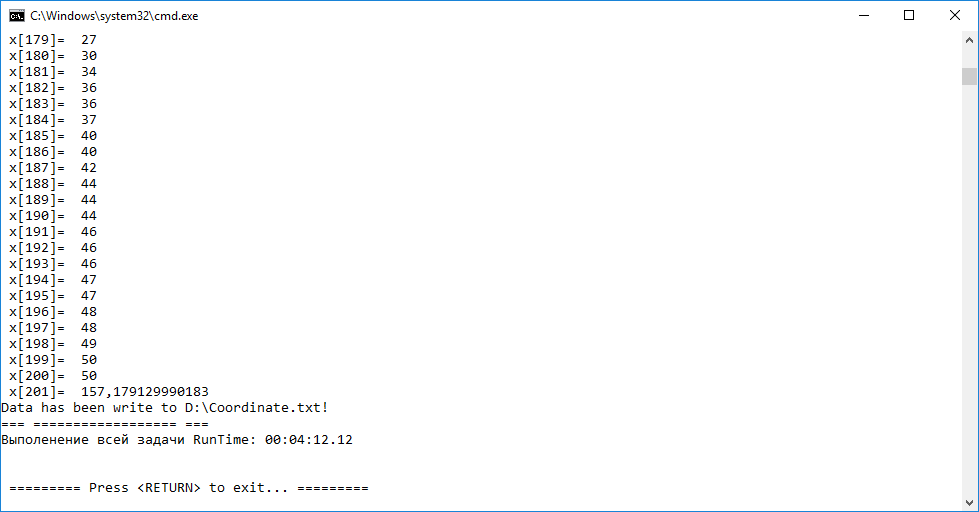 C:\Windows\system32\cmd.exe
x[179]=  27
x[180]=  30
x[181]=  34
x[182]=  36
x[183]=  36
x[184]=  37
x[185]=  40
x[186]=  40
x[187]=  42
x[188]=  44
x[189]=  44
x[190]=  44
x[191]=  46
x[192]=  46
x[193]=  46
x[194]=  47
x[195]=  47
x[196]=  48
x[197]=  48
x[198]=  49
x[199]=  50
x[200]=  50
x[201]=  157,179129990183
Data has been write to D:\Coordinate.txt!
=== ================== ===
Выполенение всей задачи RunTime: 00:04:12.12
========= Press <RETURN> to exit... =========